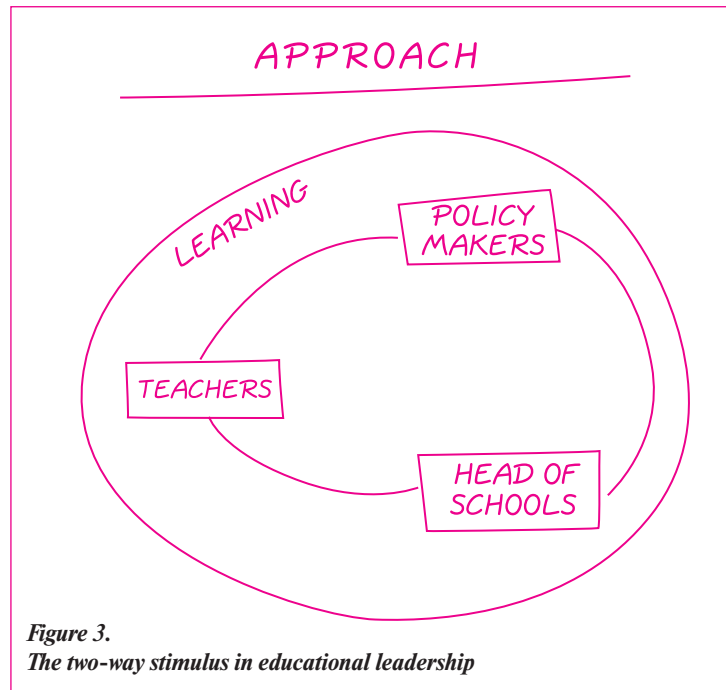 APPROACH
LEARNING
POLICY
MAKERS
TEACHERS
HEAD OF
SCHOOLS
Figure 3.
The two-way stimulus in educational leadership